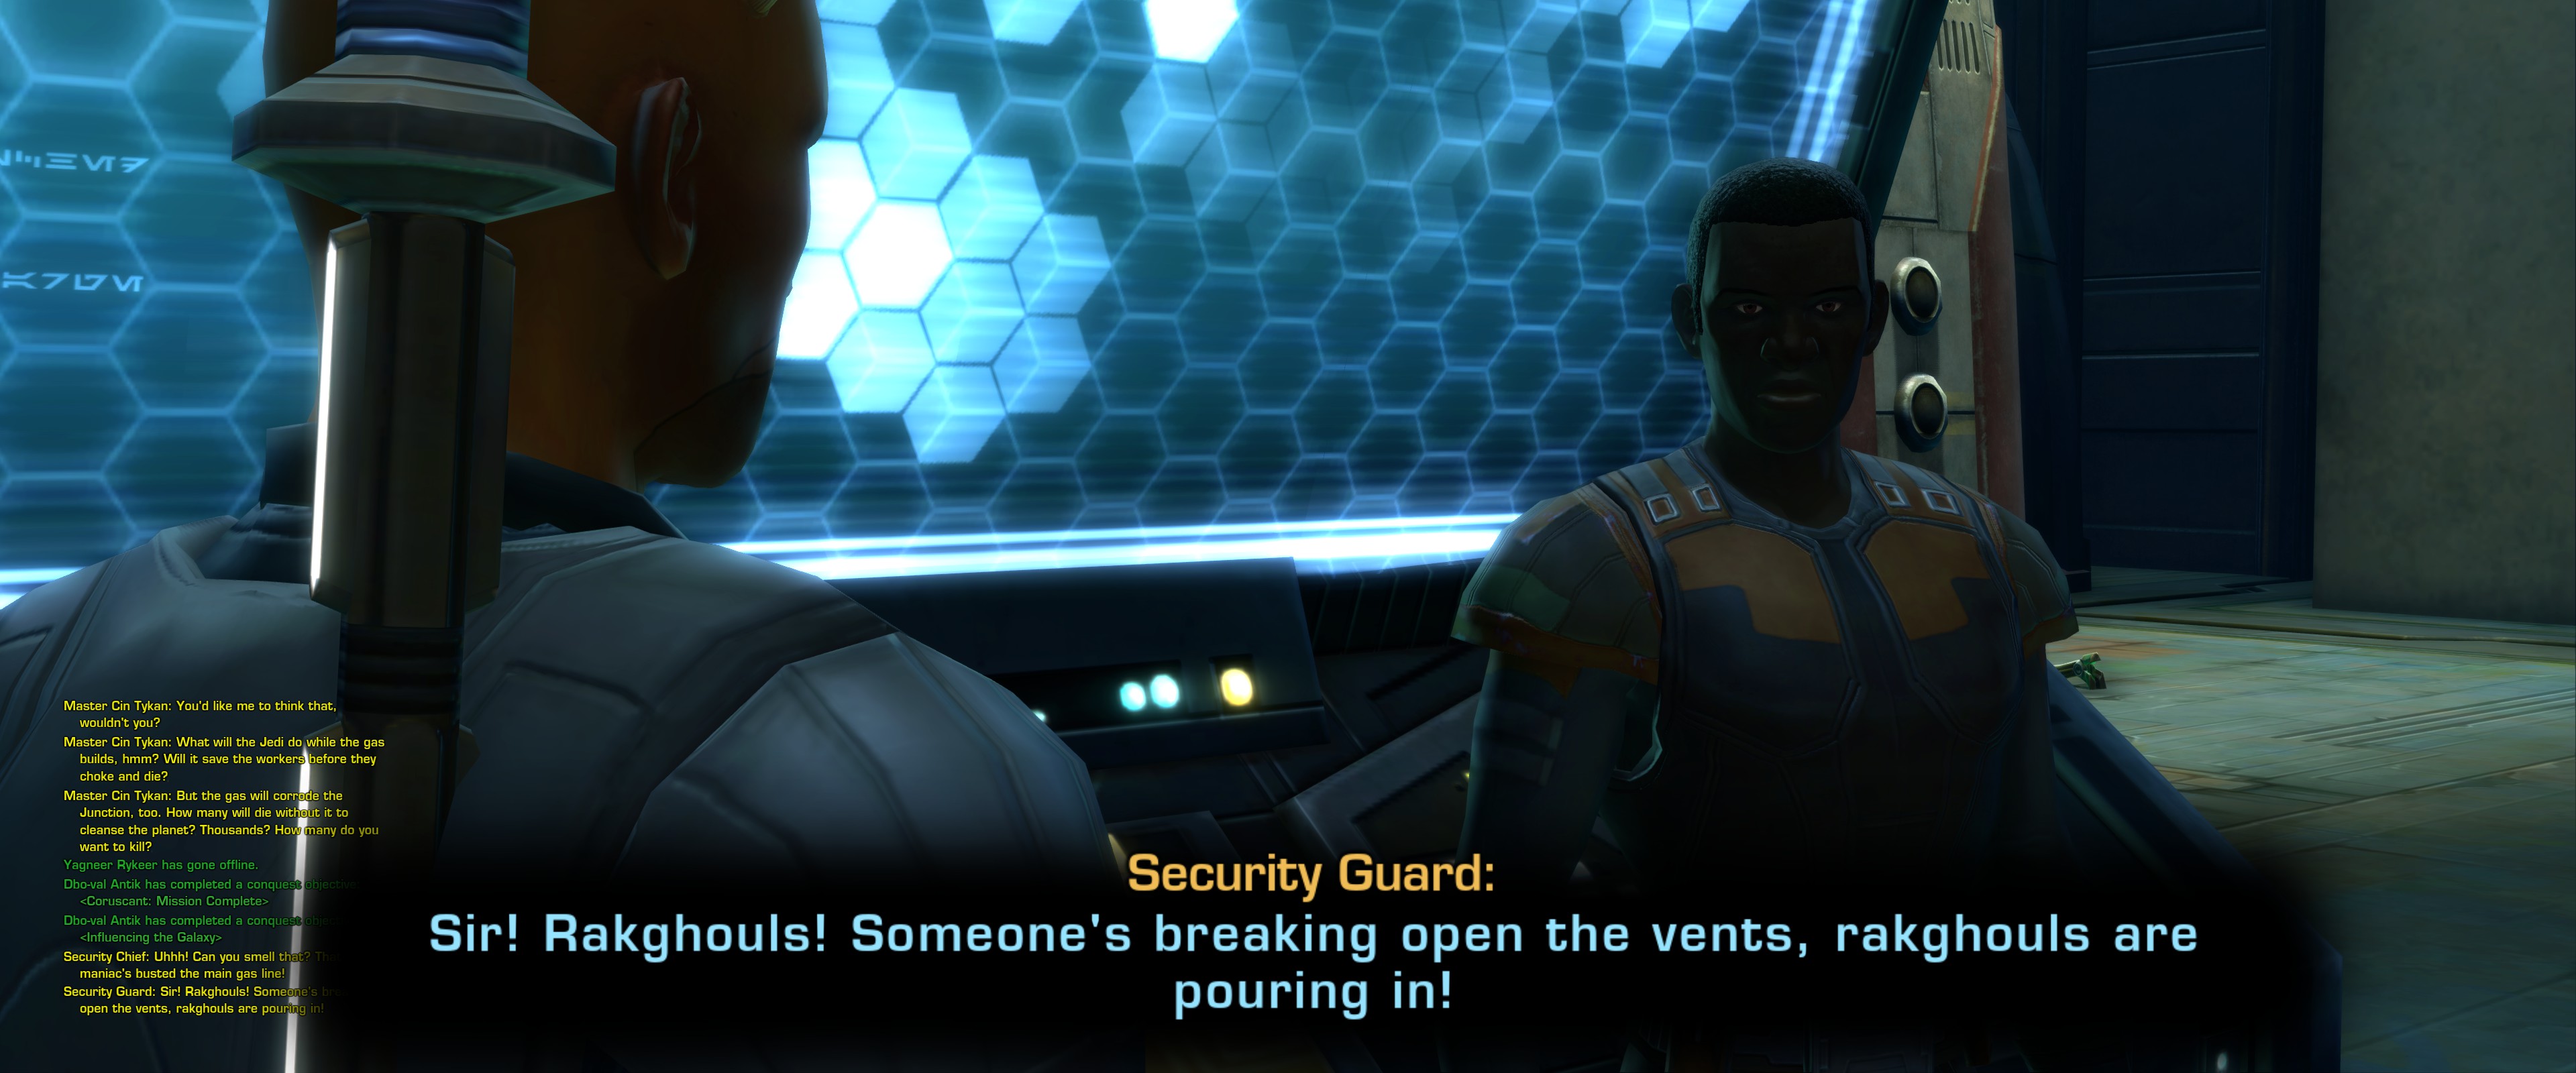 Master Cin Tykan: You'd like me to think that,
wouldn't you?
Master Cin Tykan: What will the Jedi do while the gas
builds, hmm? Will it save the workers before they
choke and die?
Master Cin Tykan: But the gas will corrode the
Junction, too. How many will die without it to
cleanse the planet? Thousands? How many do you
want to kill?
Yagneer Rykeer has gone offline.
Dbo-val Antik has completed a conquest objective
<Coruscant: Mission Complete>
Dbo-val Antik has completed a conquest
<Influencing the Galaxy>
Security Chief: Uhhh! Can you smell that?
maniac's busted the main gas line!
Security Guard: Sir! Rakghouls! Someone's
open the vents, rakghouls are pouring in!
Security Guard:
Sir! Rakghouls! Someone's breaking open the vents, rakghouls are
pouring in!